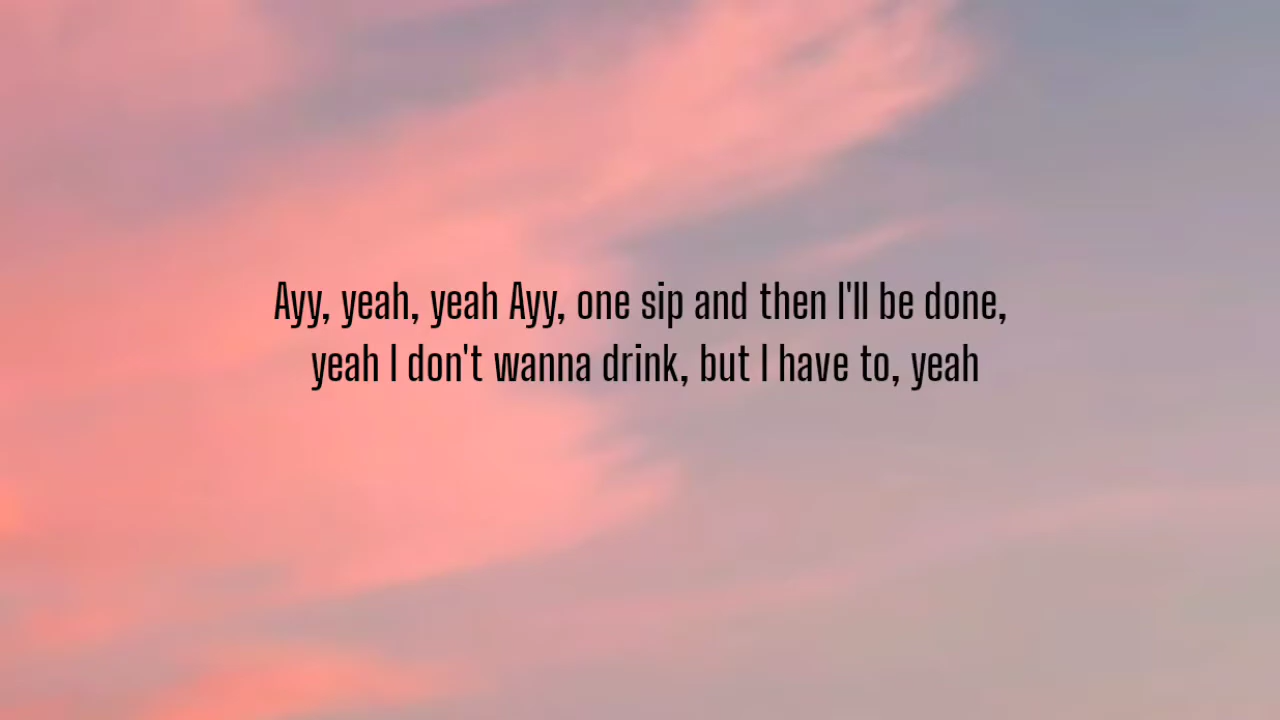 Ayy, yeah, yeah Ayy, one sip and then I'll be done,
yeah I don't wanna drink, but I have to, yeah